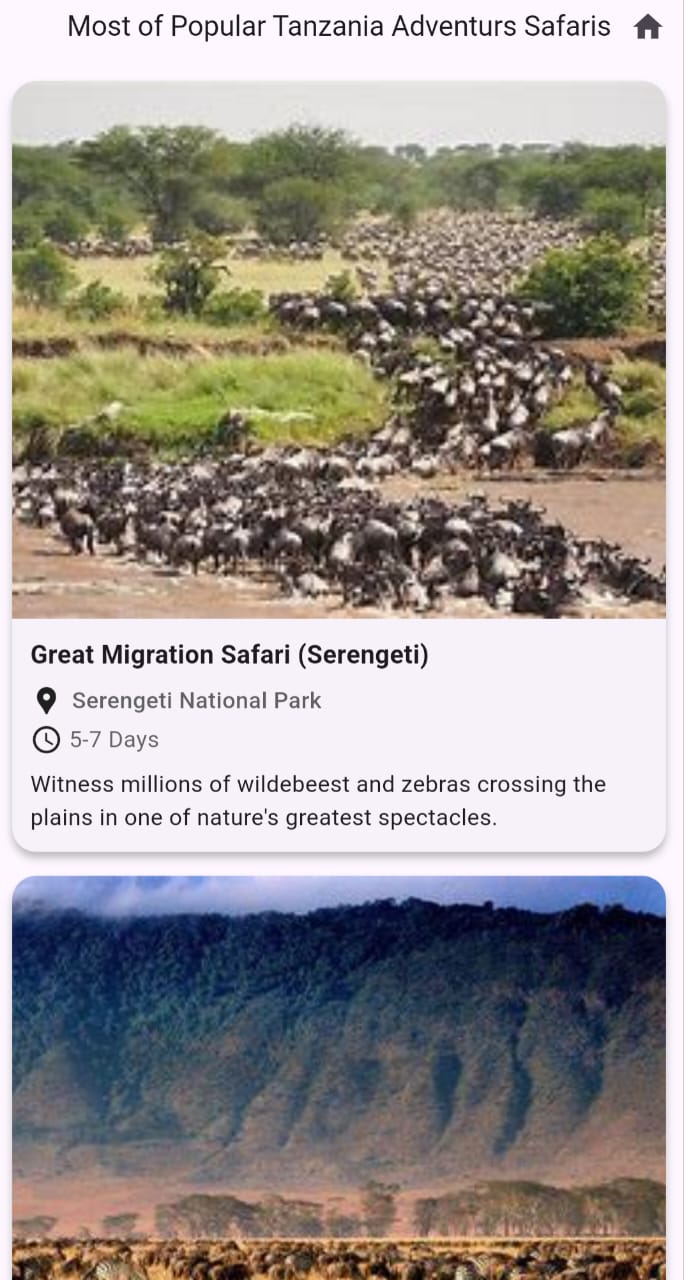 Most of Popular Tanzania Adventurs Safaris
Great Migration Safari (Serengeti)
Serengeti National Park
5-7 Days
Witness millions of wildebeest and zebras crossing the
plains in one of nature's greatest spectacles.